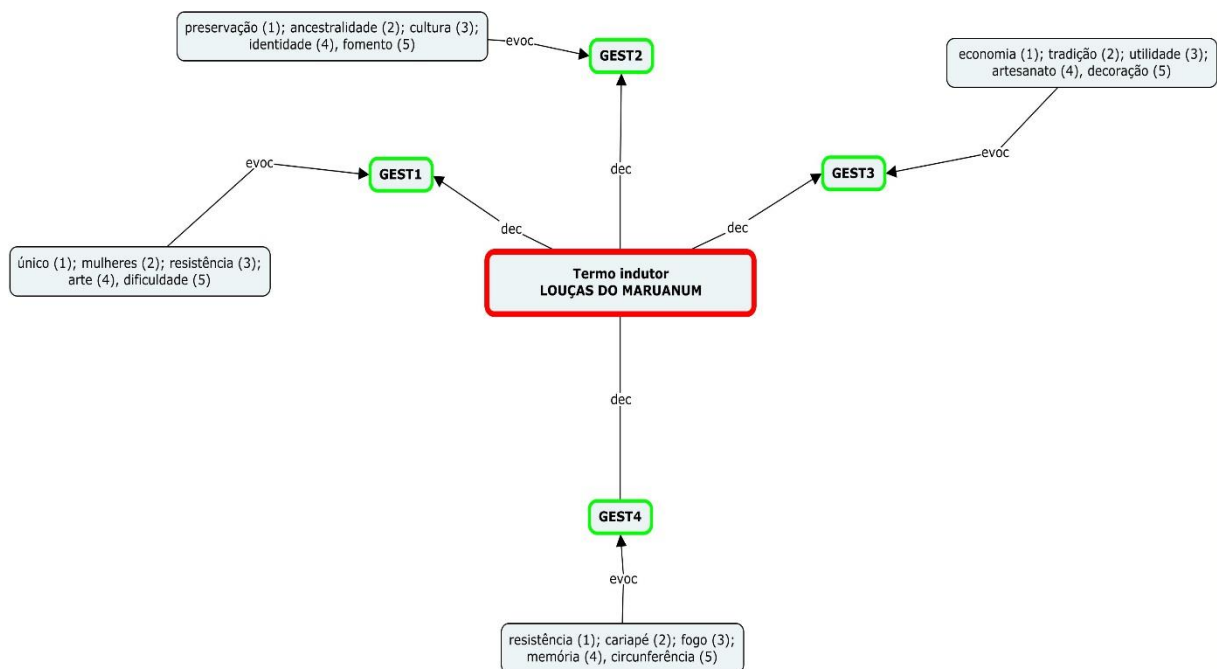 preservação (1); ancestralidade (2); cultura (3);
identidade (4), fomento (5)
evoc
GEST2
economia (1); tradição (2); utilidade (3);
artesanato (4), decoração (5)
evoc
GEST3
evoc
GEST1
dec
dec
dec
único (1); mulheres (2); resistência (3);
arte (4), dificuldade (5)
Termo indutor
LOUÇAS DO MARUANUM
dec
GEST4
evoc
resistência (1); cariapé (2); fogo (3);
memória (4), circunferência (5)